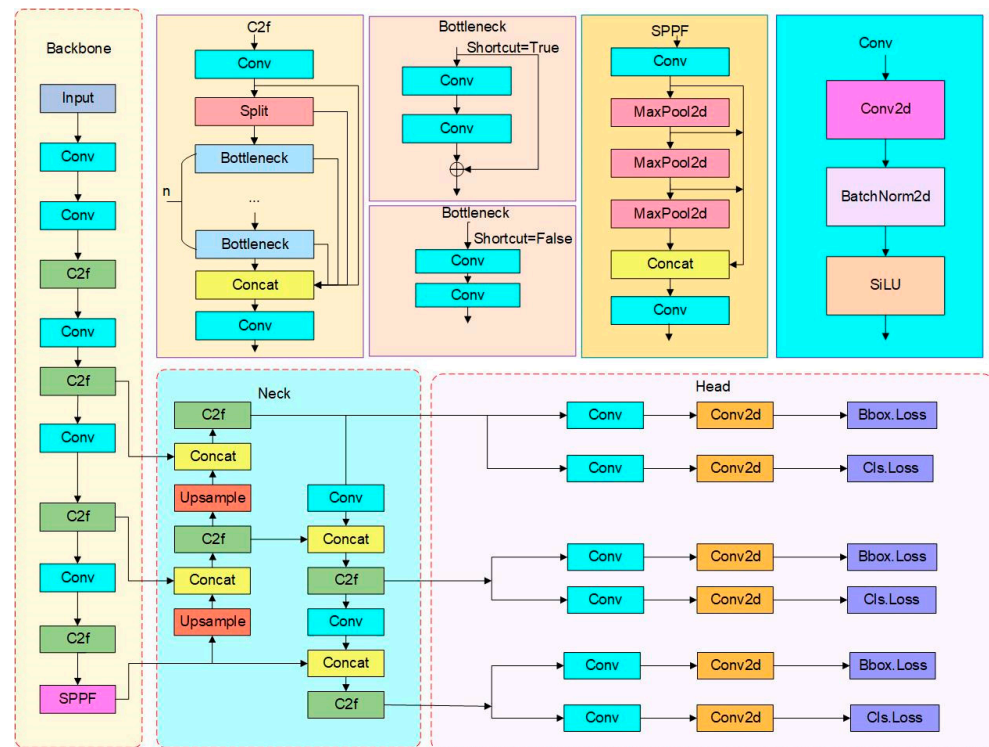 Backbone
Input
Conv
Conv
C2f
Conv
C2f
Conv
C2f
Conv
C2f
SPPF
C2f
Conv
Split
Bottleneck
n
...
Bottleneck
Concat
Conv
Bottleneck
Shortcut=True
Conv
Conv
Bottleneck
Shortcut=False
Conv
Conv
SPPF
Conv
MaxPool2d
MaxPool2d
MaxPool2d
Concat
Conv
Conv
Conv2d
BatchNorm2d
SiLU
Neck
C2f
Concat
Upsample
C2f
Concat
Upsample
Conv
Concat
C2f
Conv
Concat
C2f
Head
Conv
Conv2d
Bbox.Loss
Conv
Conv2d
Cls.Loss
Conv
Conv2d
Bbox.Loss
Conv
Conv2d
Cls.Loss
Conv
Conv2d
Bbox.Loss
Conv
Conv2d
Cls.Loss